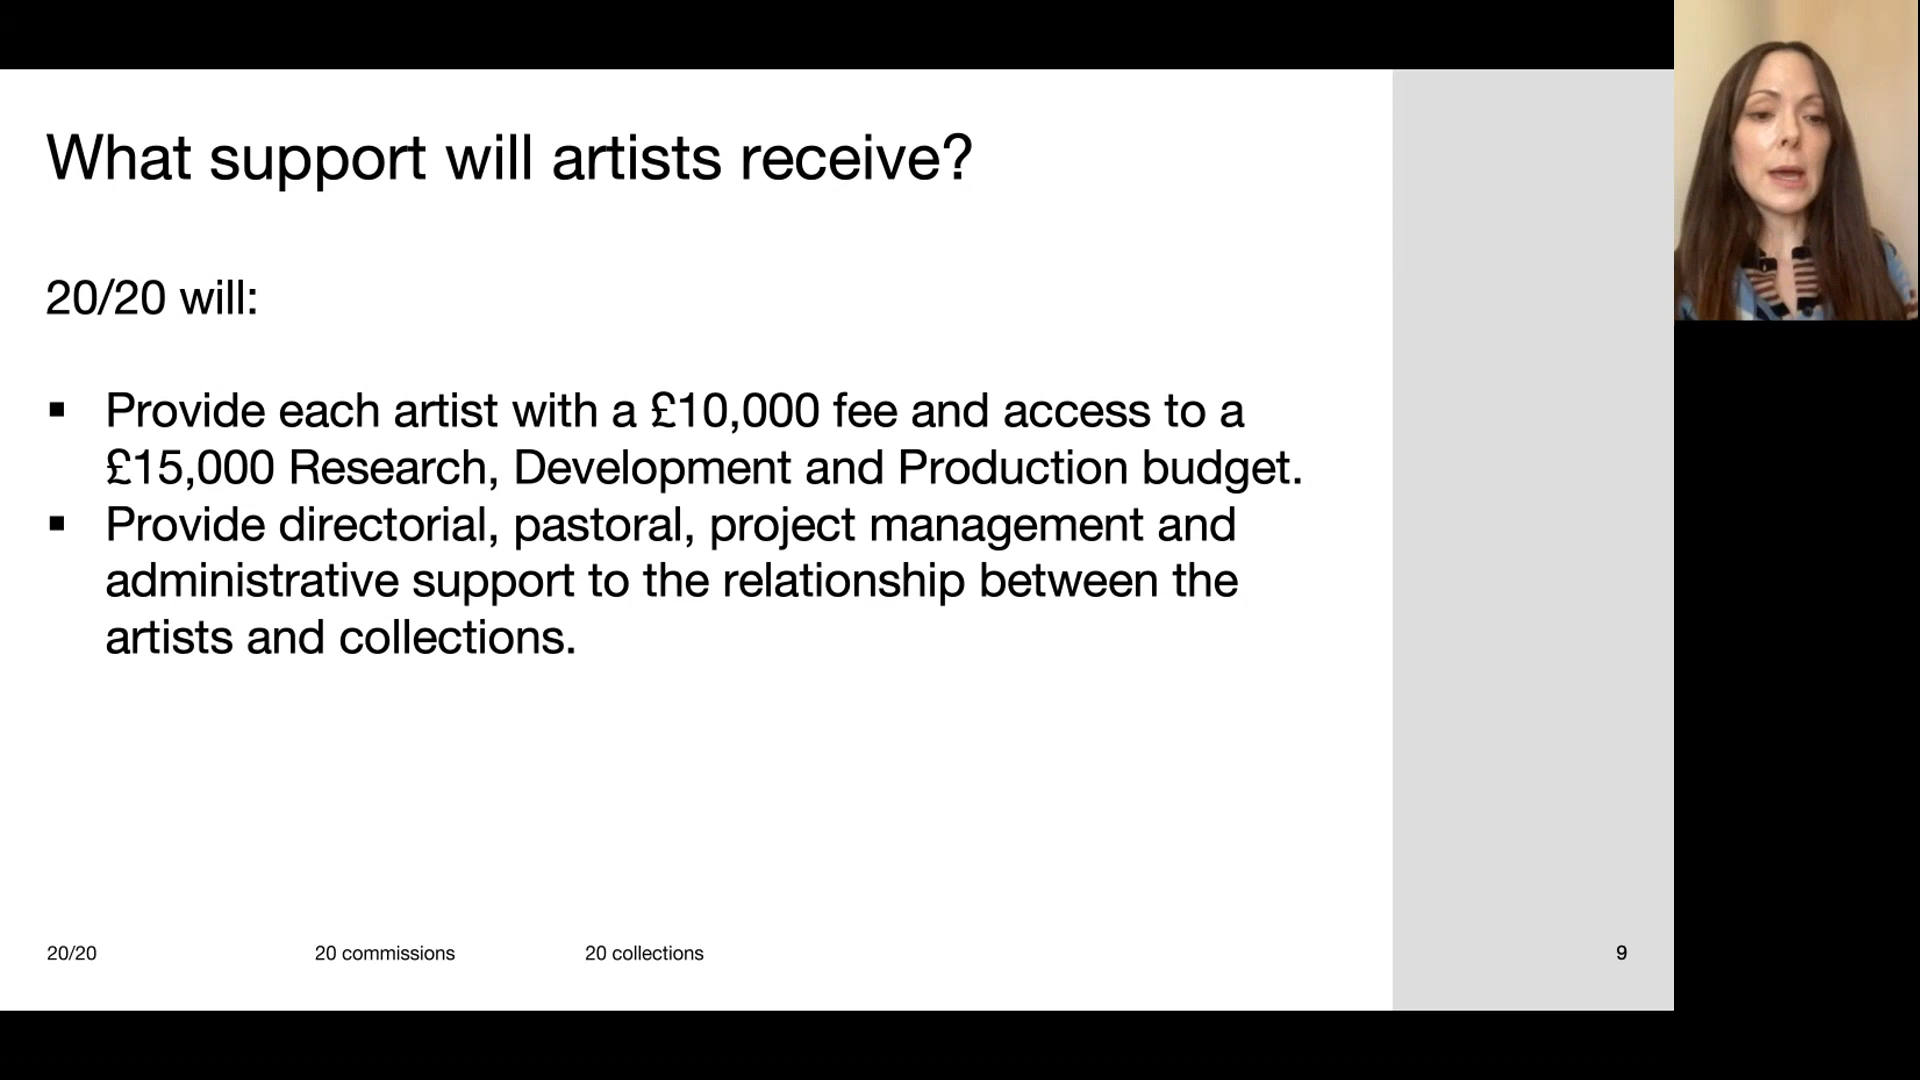 What support will artists receive?
20/20 will:
▪ Provide each artist with a £10,000 fee and access to a
£15,000 Research, Development and Production budget.
▪ Provide directorial, pastoral, project management and
administrative support to the relationship between the
artists and collections.
20/20 20 commissions 20 collections 9